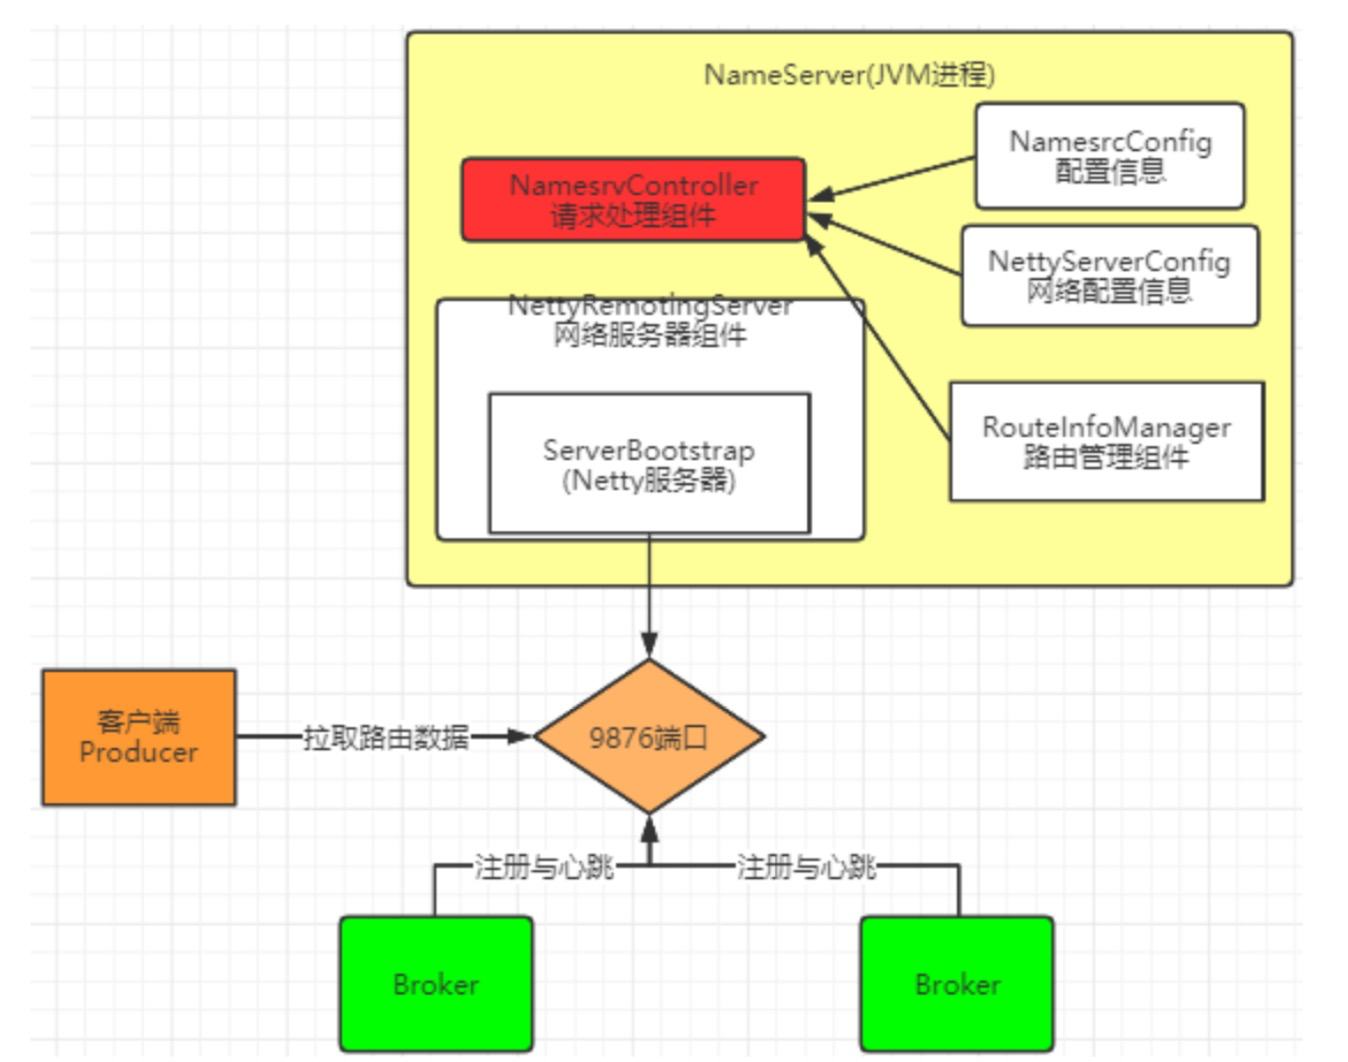 NameServer(JVM进程)
NamesrcConfig
配置信息
NamesrvController
请求处理组件
NettyServerConfig
网络配置信息
NettyRemotingServer
网络服务器组件
RouteInfoManager
路由管理组件
ServerBootstrap
(Netty服务器)
客户端
Producer
拉取路由数据
9876端口
注册与心跳
注册与心跳
Broker
Broker